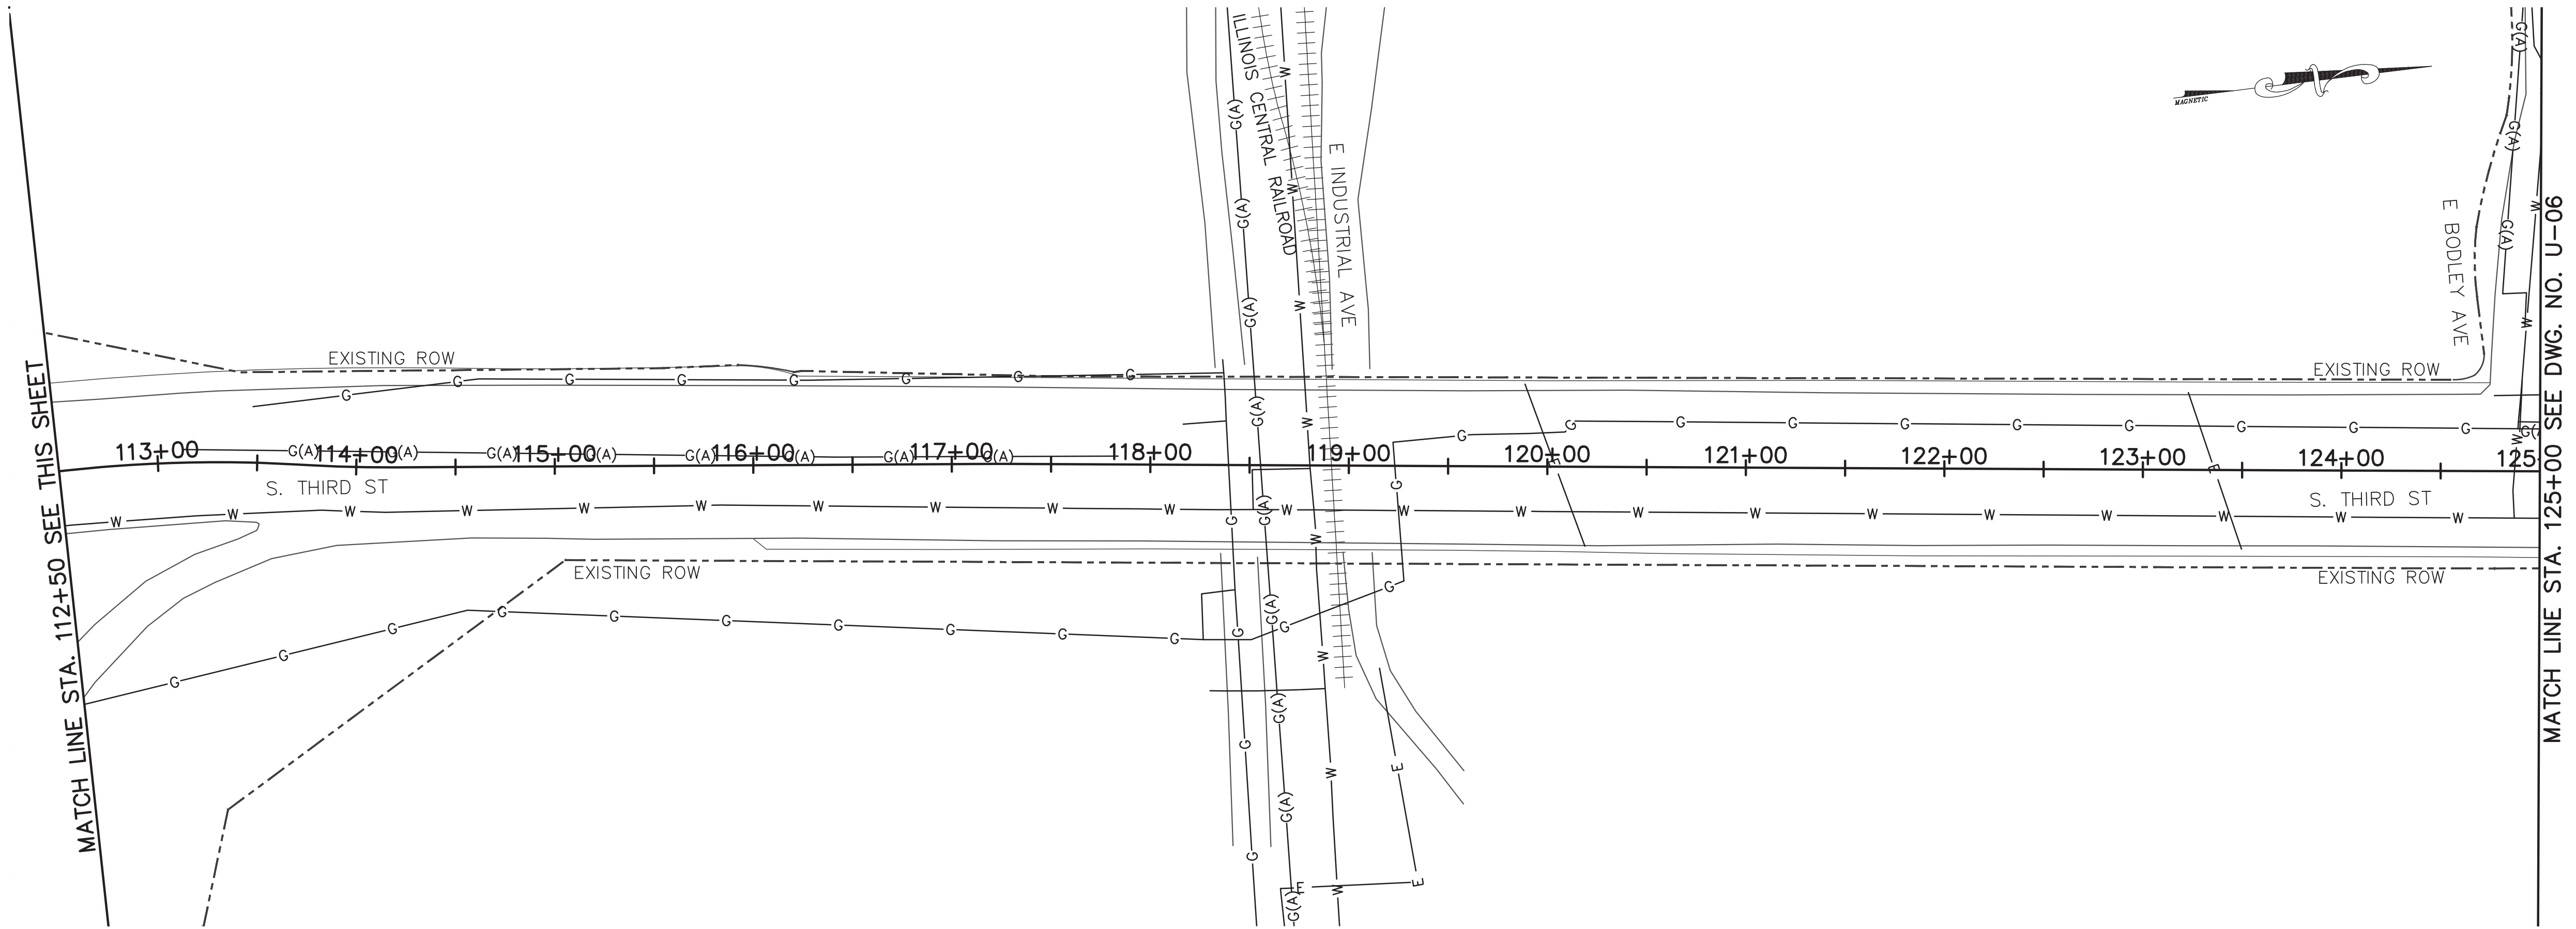 MATCH LINE STA. 112+50 SEE THIS SHEET
ILLINOIS CENTRAL RAILROAD
E INDUSTRIAL AVE
MAGNETIC
N
E BODLEY AVE
MATCH LINE STA. 125+00 SEE DWG. NO. U-06
EXISTING ROW
EXISTING ROW
G G G G G G G G
G G G G G G G G G
113+00 114+00 115+00 116+00 117+00 118+00 119+00 120+00 121+00 122+00 123+00 124+00 125
G(A) G(A) G(A) G(A) G(A) G(A) G(A) G(A)
S. THIRD ST
S. THIRD ST
W W W W W W W W W W W W W W W W W W W W W
EXISTING ROW
EXISTING ROW
G G G G G G G G G G G
G G G G
G(A) G(A) G(A) G(A) G(A) G(A) G(A) G(A) G(A)
W W W W W W W W
E E E
E E
G(A) G(A) G(A)
W W W